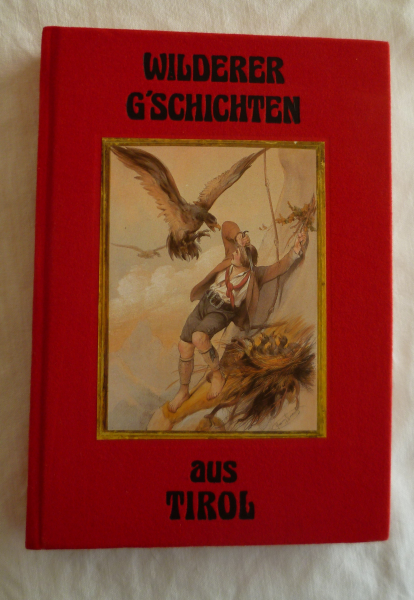 WILDERER
G'SCHICHTEN
aus
TIROL